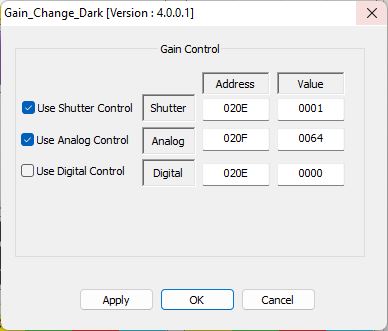 Gain_Change_Dark [Version : 4.0.0.1]
Gain Control
Address Value
Use Shutter Control Shutter 020E 0001
Use Analog Control Analog 020F 0064
Use Digital Control Digital 020E 0000
Apply OK Cancel